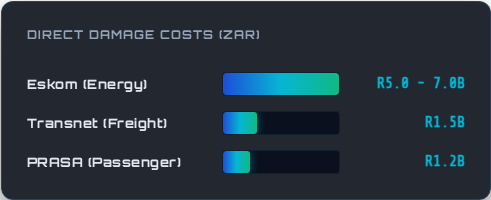 DIRECT DAMAGE COSTS (ZAR)
Eskom (Energy) R5.0 - 7.0B
Transnet (Freight) R1.5B
PRASA (Passenger) R1.2B